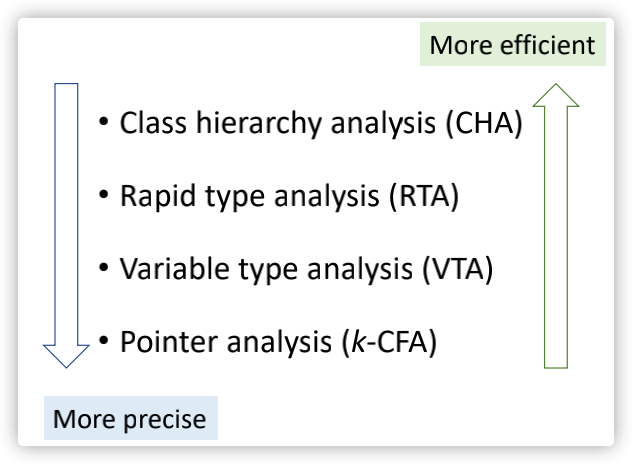 More efficient
• Class hierarchy analysis (CHA)
• Rapid type analysis (RTA)
• Variable type analysis (VTA)
• Pointer analysis (k-CFA)
More precise